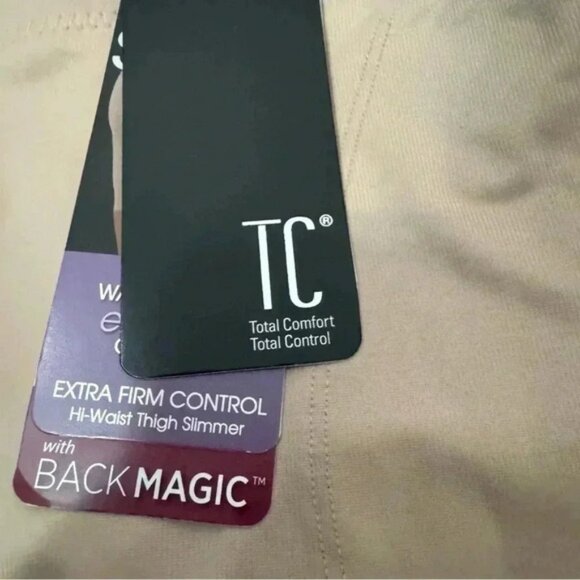 TC®
Total Comfort
Total Control
EXTRA FIRM CONTROL
Hi-Waist Thigh Slimmer
with
BACK MAGIC™